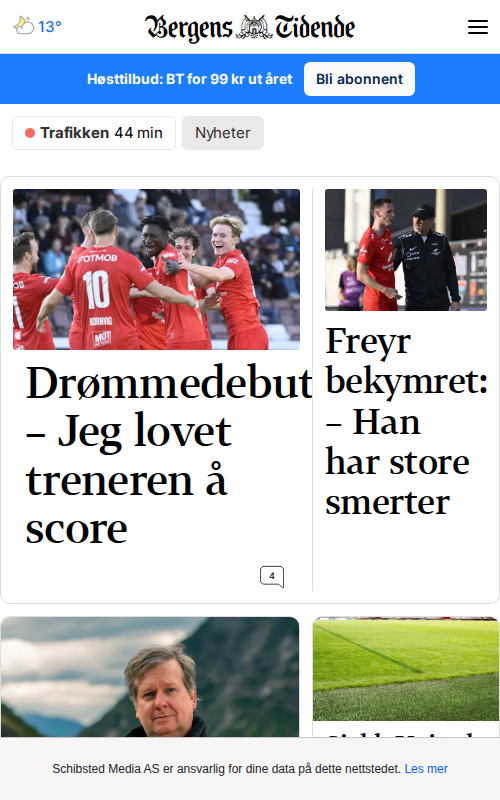 13°
Bergens Tidende
Høsttilbud: BT for 99 kr ut året
Bli abonnent
Trafikken 44 min
Nyheter
FOTMOB
10
KORNVIG
MØT
Drømmedebut
– Jeg lovet
treneren å
score
4
Freyr
bekymret:
– Han
har store
smerter
Schibsted Media AS er ansvarlig for dine data på dette nettstedet. Les mer